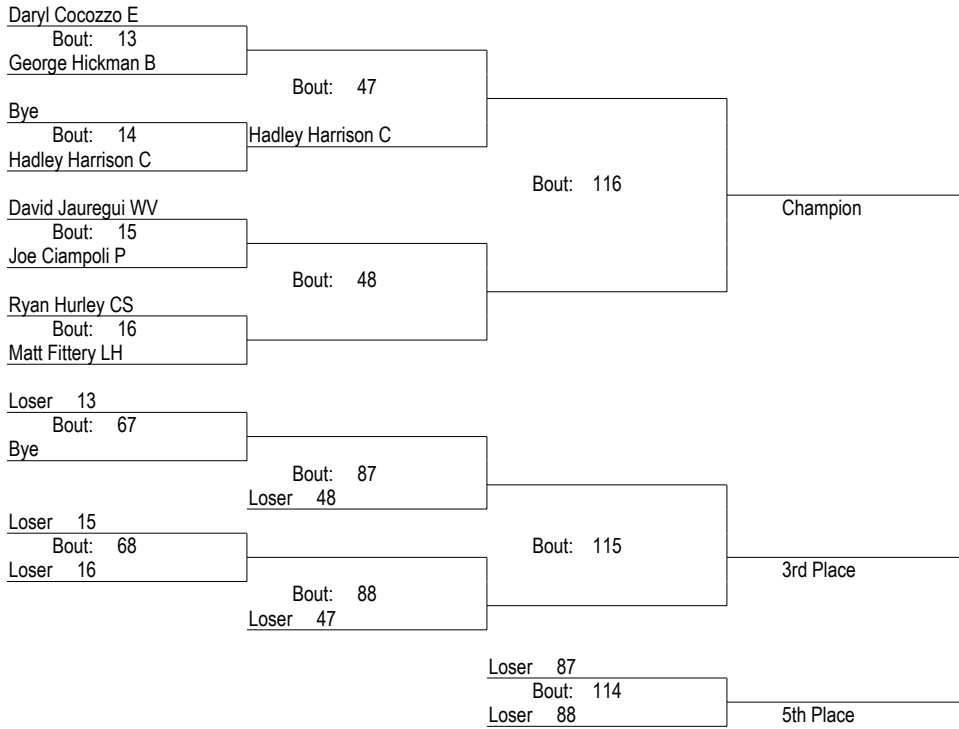 Daryl Cocozzo E
Bout: 13
George Hickman B
Bout: 47
Bye
Bout: 14
Hadley Harrison C
Hadley Harrison C
Bout: 116
David Jauregui WV
Champion
Bout: 15
Joe Ciampoli P
Bout: 48
Ryan Hurley CS
Bout: 16
Matt Fittery LH
Loser 13
Bout: 67
Bye
Bout: 87
Loser 48
Loser 15
Bout: 68
Bout: 115
Loser 16
3rd Place
Bout: 88
Loser 47
Loser 87
Bout: 114
Loser 88
5th Place